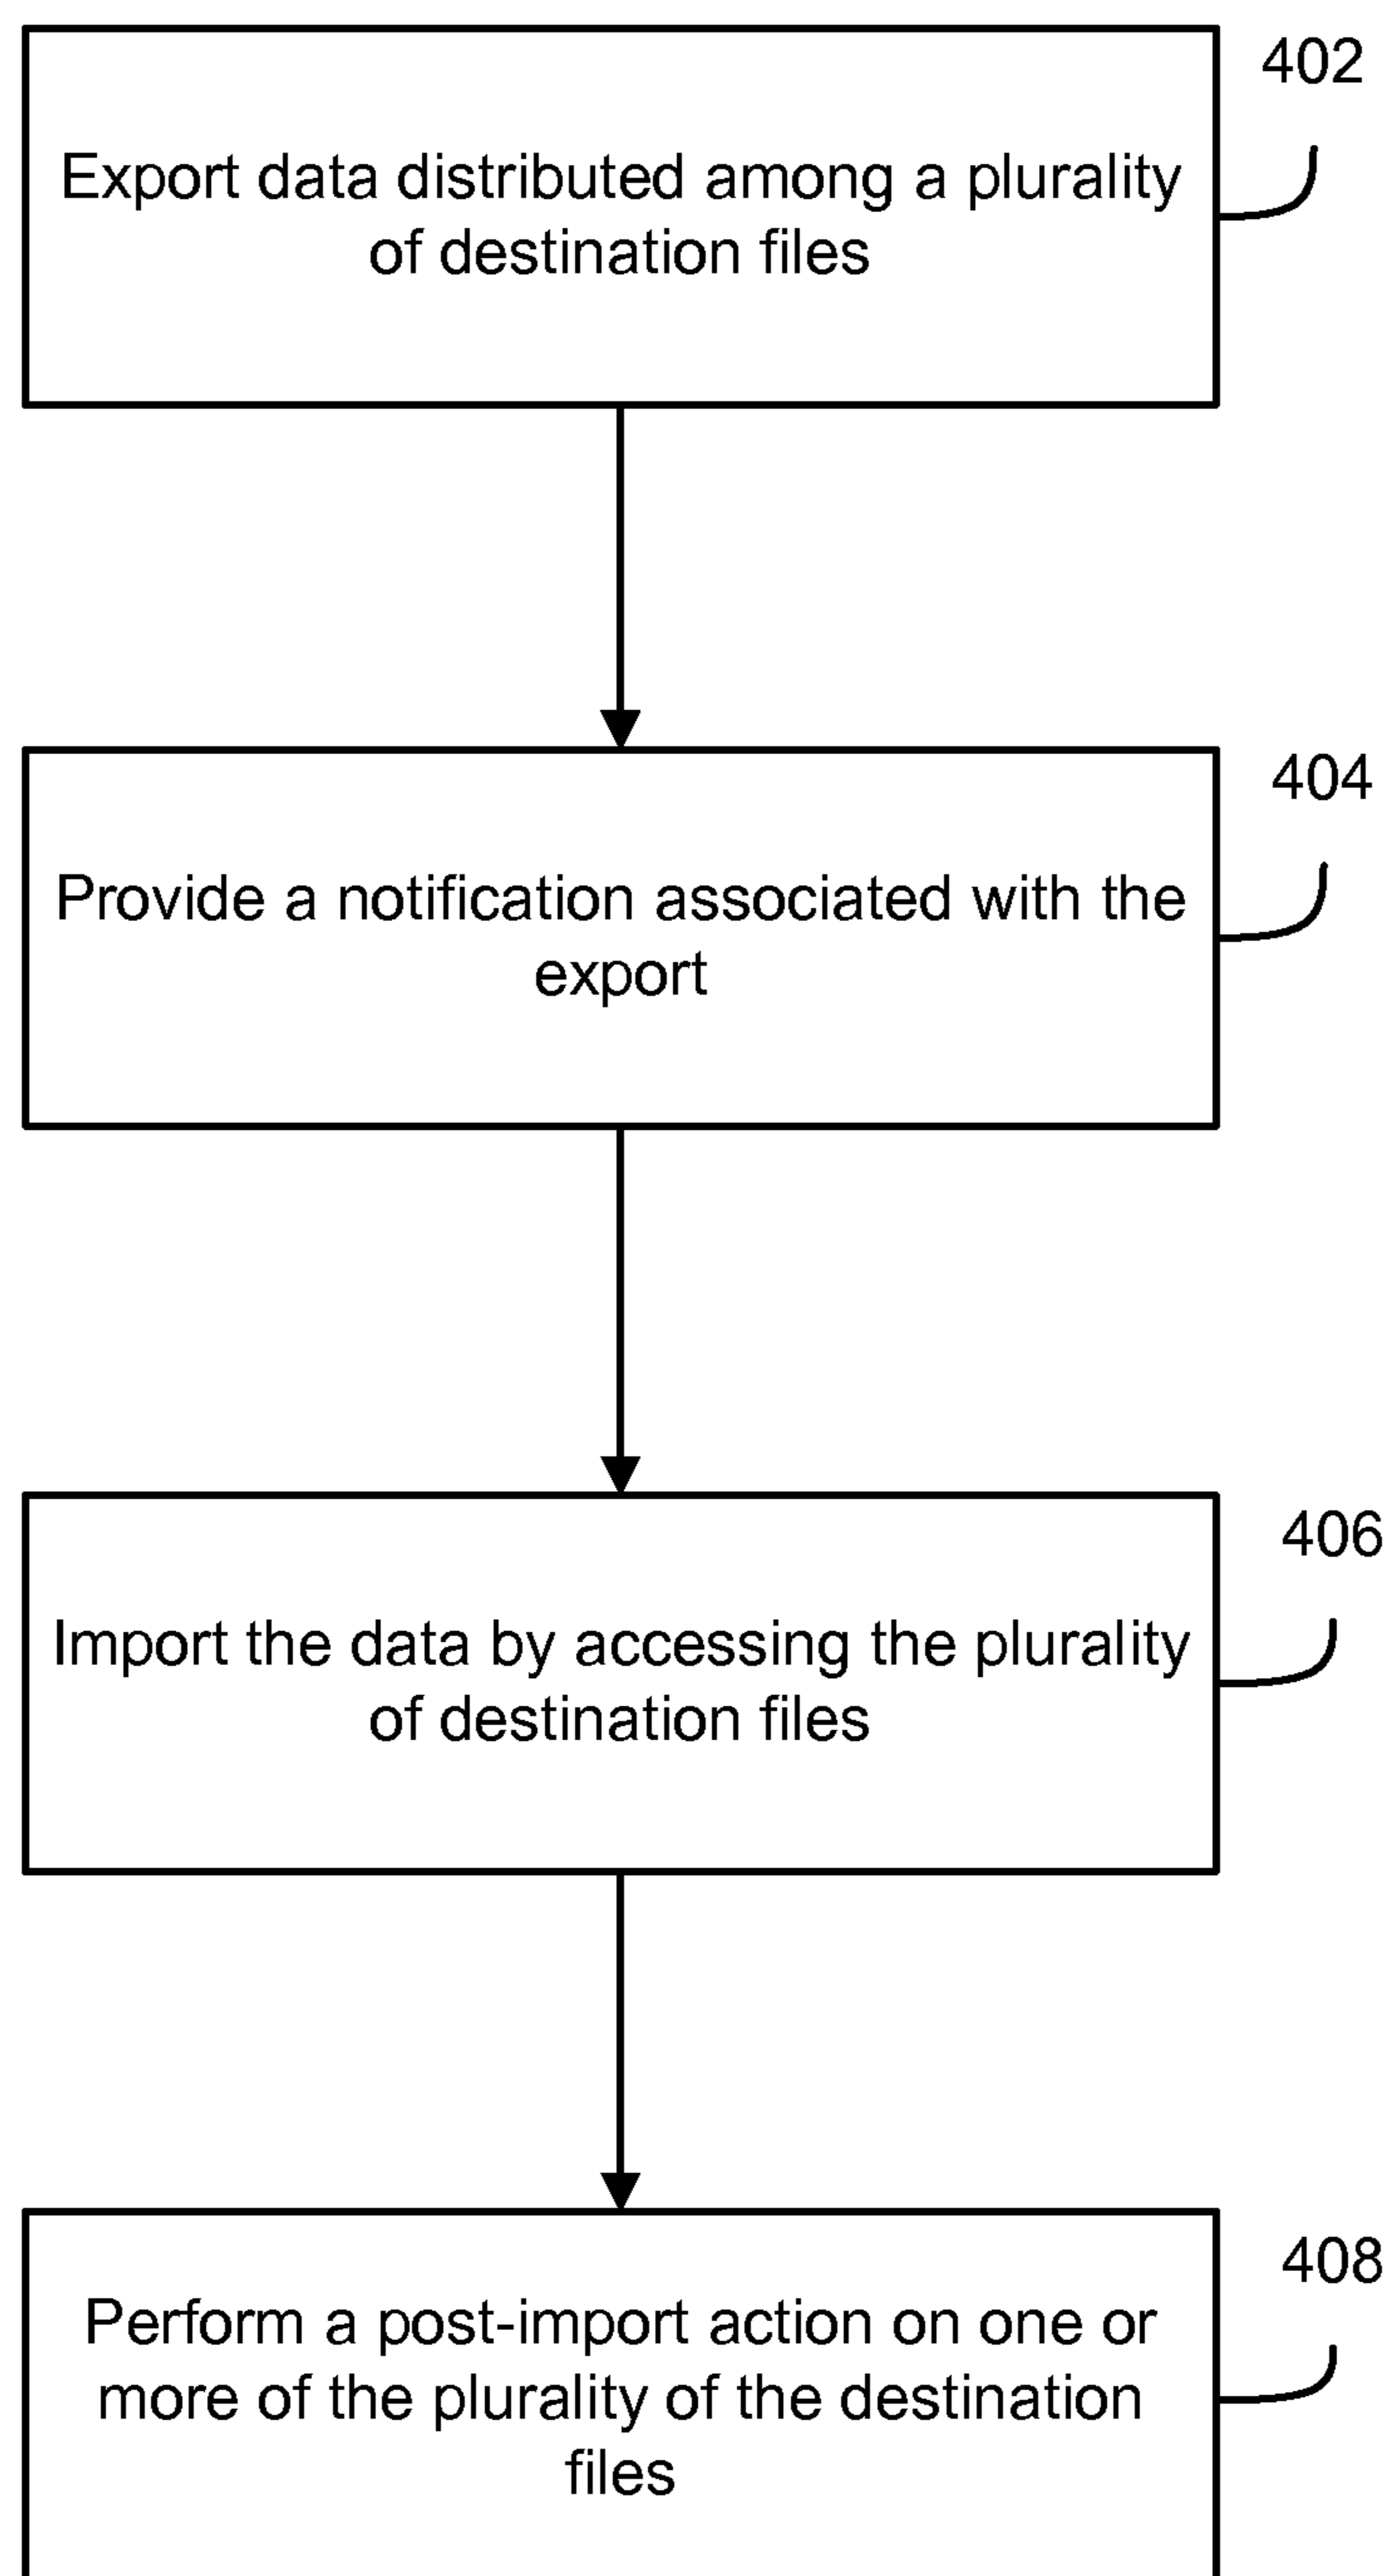 402
Export data distributed among a plurality
of destination files
404
Provide a notification associated with the
export
406
Import the data by accessing the plurality
of destination files
408
Perform a post-import action on one or
more of the plurality of the destination
files